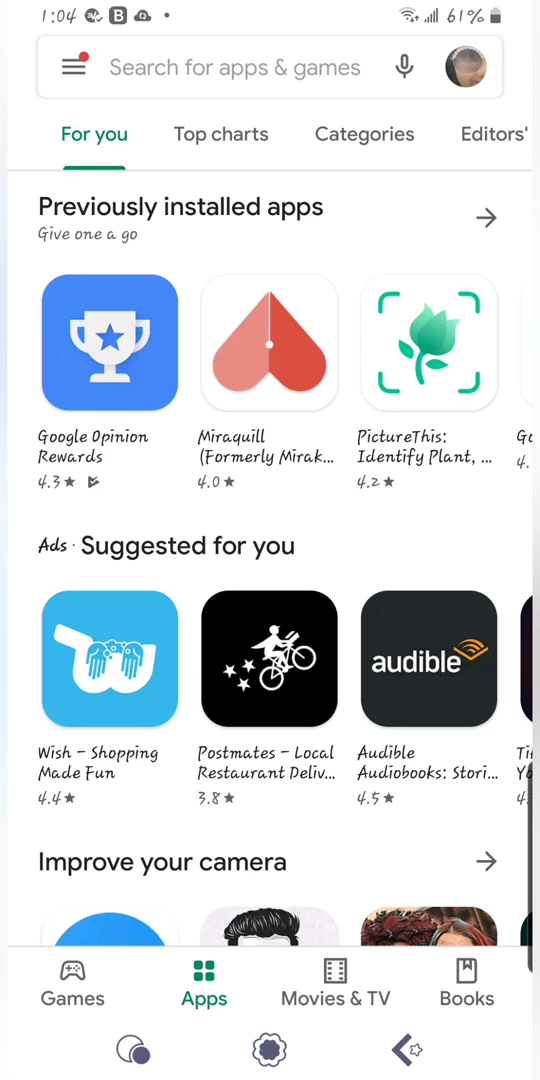 1:04 61%
Search for apps & games
For you Top charts Categories Editors'
Previously installed apps
Give one a go
Google Opinion
Rewards
4.3★
Miraquill
(Formerly Mirak...
4.0★
PictureThis:
Identify Plant, ...
4.2★
4.
Ads · Suggested for you
audible
Wish – Shopping
Made Fun
4.4★
Postmates – Local
Restaurant Deliv...
3.8★
Audible
Audiobooks: Stori...
4.5★
4.
Improve your camera
Games Apps Movies & TV Books